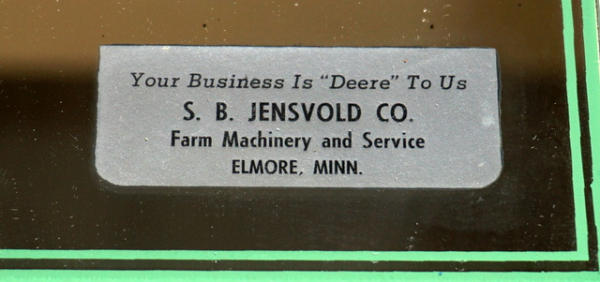 Your Business Is "Deere" To Us
S. B. JENSVOLD CO.
Farm Machinery and Service
ELMORE, MINN.